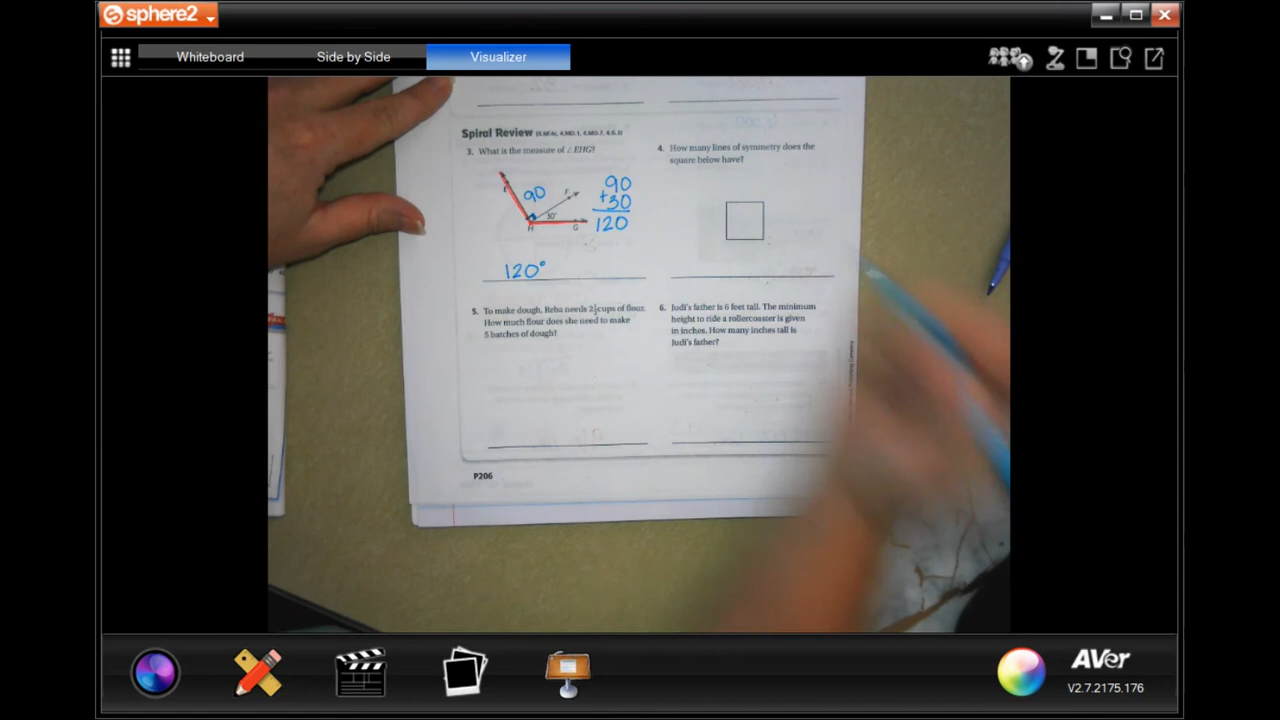 sphere2
Whiteboard
Side by Side
Visualizer
Spiral Review
3. What is the measure of ∠EHG?
E
90
F
30°
H
G
90
+30
120
120°
4. How many lines of symmetry does the
square below have?
5. To make dough, Reba needs 2½ cups of flour.
How much flour does she need to make
5 batches of dough?
6. Judi's father is 6 feet tall. The minimum
height to ride a rollercoaster is given
in inches. How many inches tall is
Judi's father?
P206
AVer
V2.7.2175.176